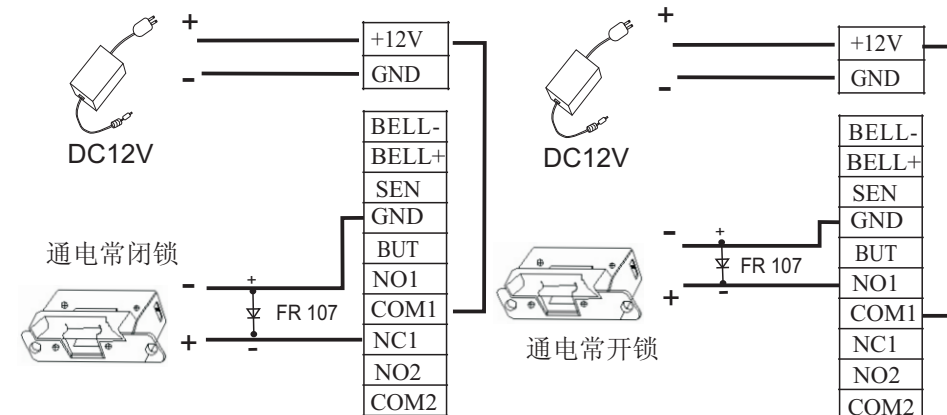 +
+12V
-
GND
DC12V
BELL-
BELL+
SEN
GND
BUT
NO1
COM1
NC1
NO2
COM2
通电常闭锁
-
+
+
FR 107
-
+
+12V
-
GND
DC12V
BELL-
BELL+
SEN
GND
BUT
NO1
COM1
NC1
NO2
COM2
-
+
+
FR 107
-
通电常开锁